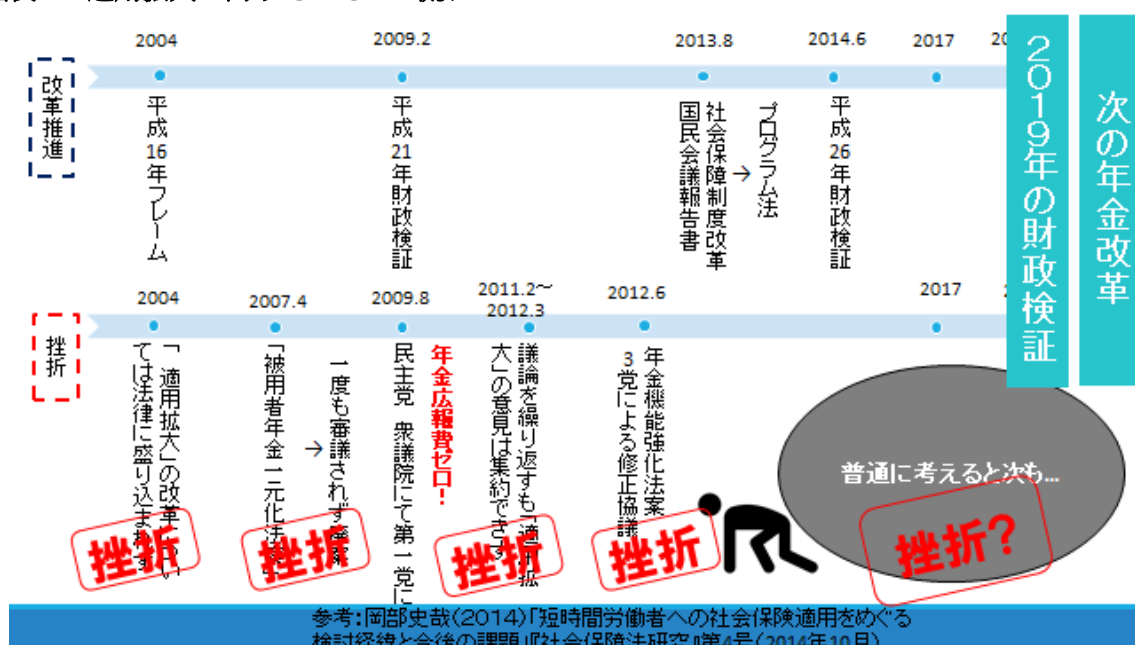 2004
2009.2
2013.8
2014.6
2017
改革推進
平成16年フレーム
平成21年財政検証
社会保障制度改革
国民会議報告書
→
プログラム法
平成26年財政検証
2019年の財政検証
次の年金改革
2004
2007.4
2009.8
2011.2～
2012.3
2012.6
2017
挫折
「適用拡大」の改革につい
ては法律に盛り込まれず
「被用者年金一元化法案」
→
一度も審議されず廃案
民主党 衆議院にて第一党に
年金広報費ゼロ！
議論を繰り返すも「適用拡
大」の意見は集約できず
年金機能強化法案
3党による修正協議
普通に考えると次も…
挫折
挫折
挫折
挫折
挫折？
参考：岡部史哉(2014)「短時間労働者への社会保険適用をめぐる
検討経緯と今後の課題」『社会保障法研究』第4号(2014年10月)